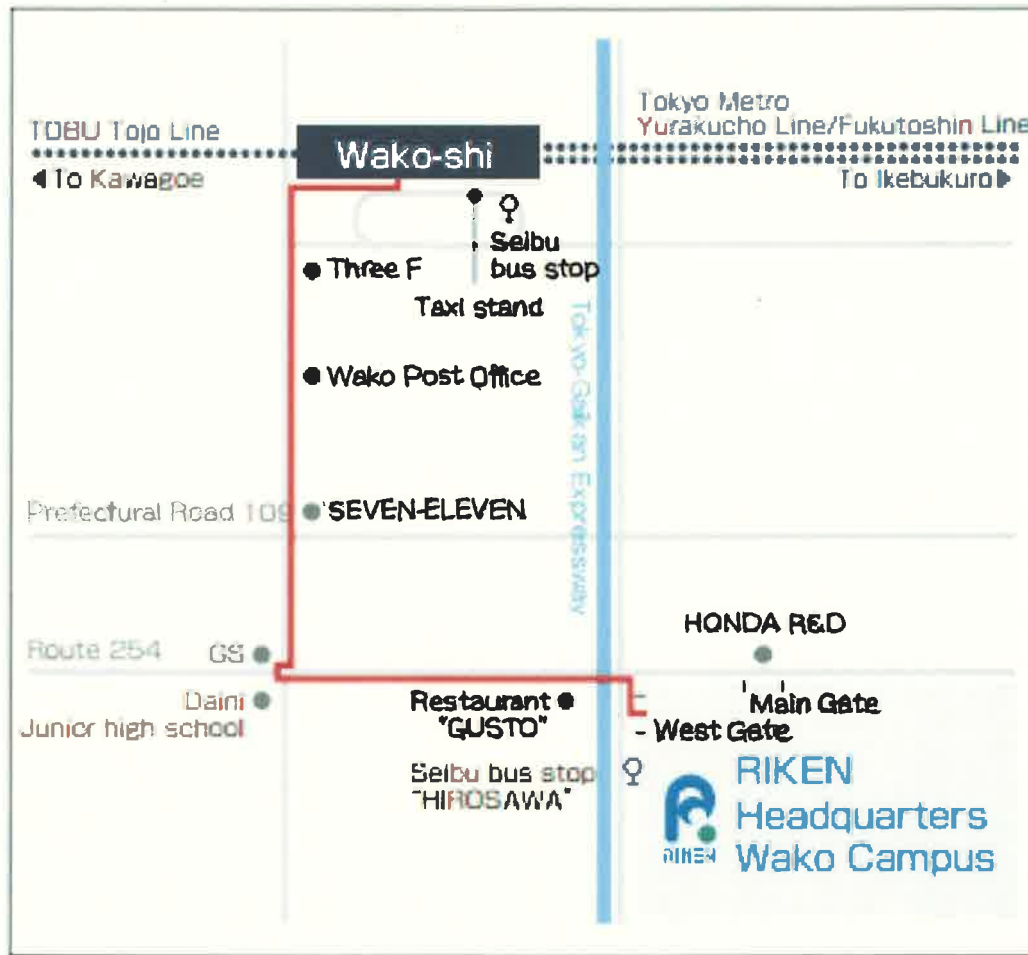 TOBU Tojo Line
◀To Kawagoe
Wako-shi
Tokyo Metro
Yurakucho Line/Fukutoshin Line
To Ikebukuro▶
Seibu
bus stop
Three F
Taxi stand
Wako Post Office
Tokyo-Gaikan Expressway
Prefectural Road 109
SEVEN-ELEVEN
HONDA R&D
Route 254
GS
Daini
Junior high school
Restaurant
"GUSTO"
Main Gate
West Gate
Seibu bus stop
"HIROSAWA"
RIKEN
RIKEN
Headquarters
Wako Campus